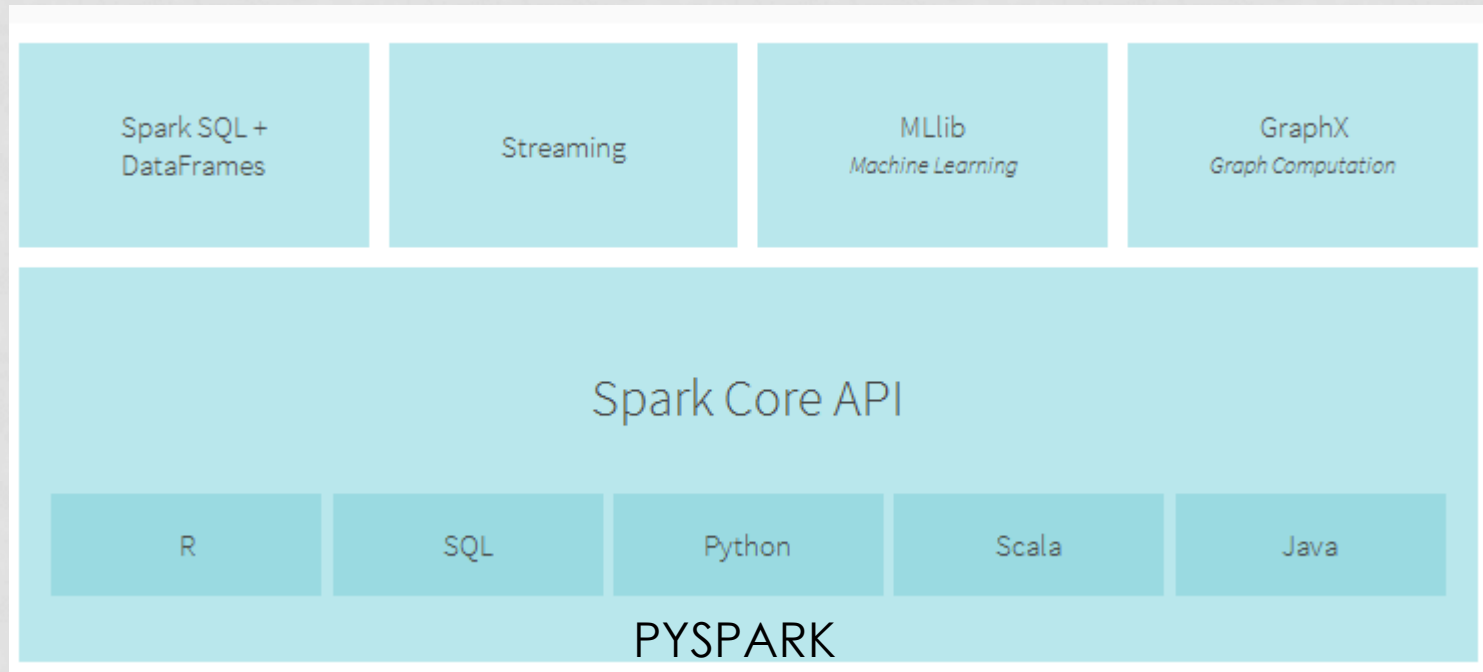 Spark SQL +
DataFrames
Streaming
MLlib
Machine Learning
GraphX
Graph Computation
Spark Core API
R
SQL
Python
Scala
Java
PYSPARK